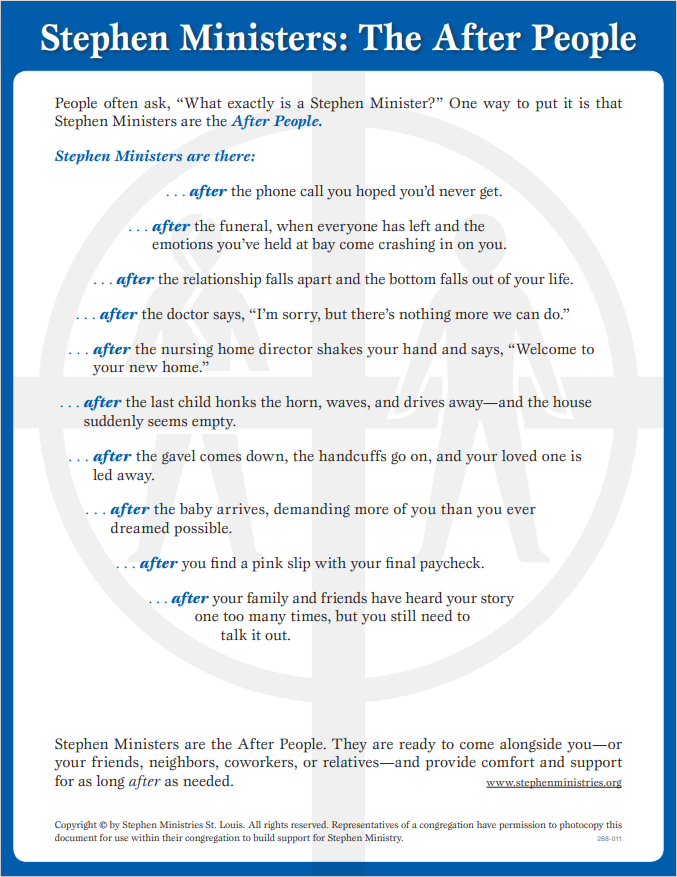 Stephen Ministers: The After People
People often ask, “What exactly is a Stephen Minister?” One way to put it is that
Stephen Ministers are the After People.
Stephen Ministers are there:
. . . after the phone call you hoped you’d never get.
. . . after the funeral, when everyone has left and the
emotions you’ve held at bay come crashing in on you.
. . . after the relationship falls apart and the bottom falls out of your life.
. . . after the doctor says, “I’m sorry, but there’s nothing more we can do.”
. . . after the nursing home director shakes your hand and says, “Welcome to
your new home.”
. . . after the last child honks the horn, waves, and drives away—and the house
suddenly seems empty.
. . . after the gavel comes down, the handcuffs go on, and your loved one is
led away.
. . . after the baby arrives, demanding more of you than you ever
dreamed possible.
. . . after you find a pink slip with your final paycheck.
. . . after your family and friends have heard your story
one too many times, but you still need to
talk it out.
Stephen Ministers are the After People. They are ready to come alongside you—or
your friends, neighbors, coworkers, or relatives—and provide comfort and support
for as long after as needed.
www.stephenministries.org
Copyright © by Stephen Ministries St. Louis. All rights reserved. Representatives of a congregation have permission to photocopy this
document for use within their congregation to build support for Stephen Ministry.
288-011